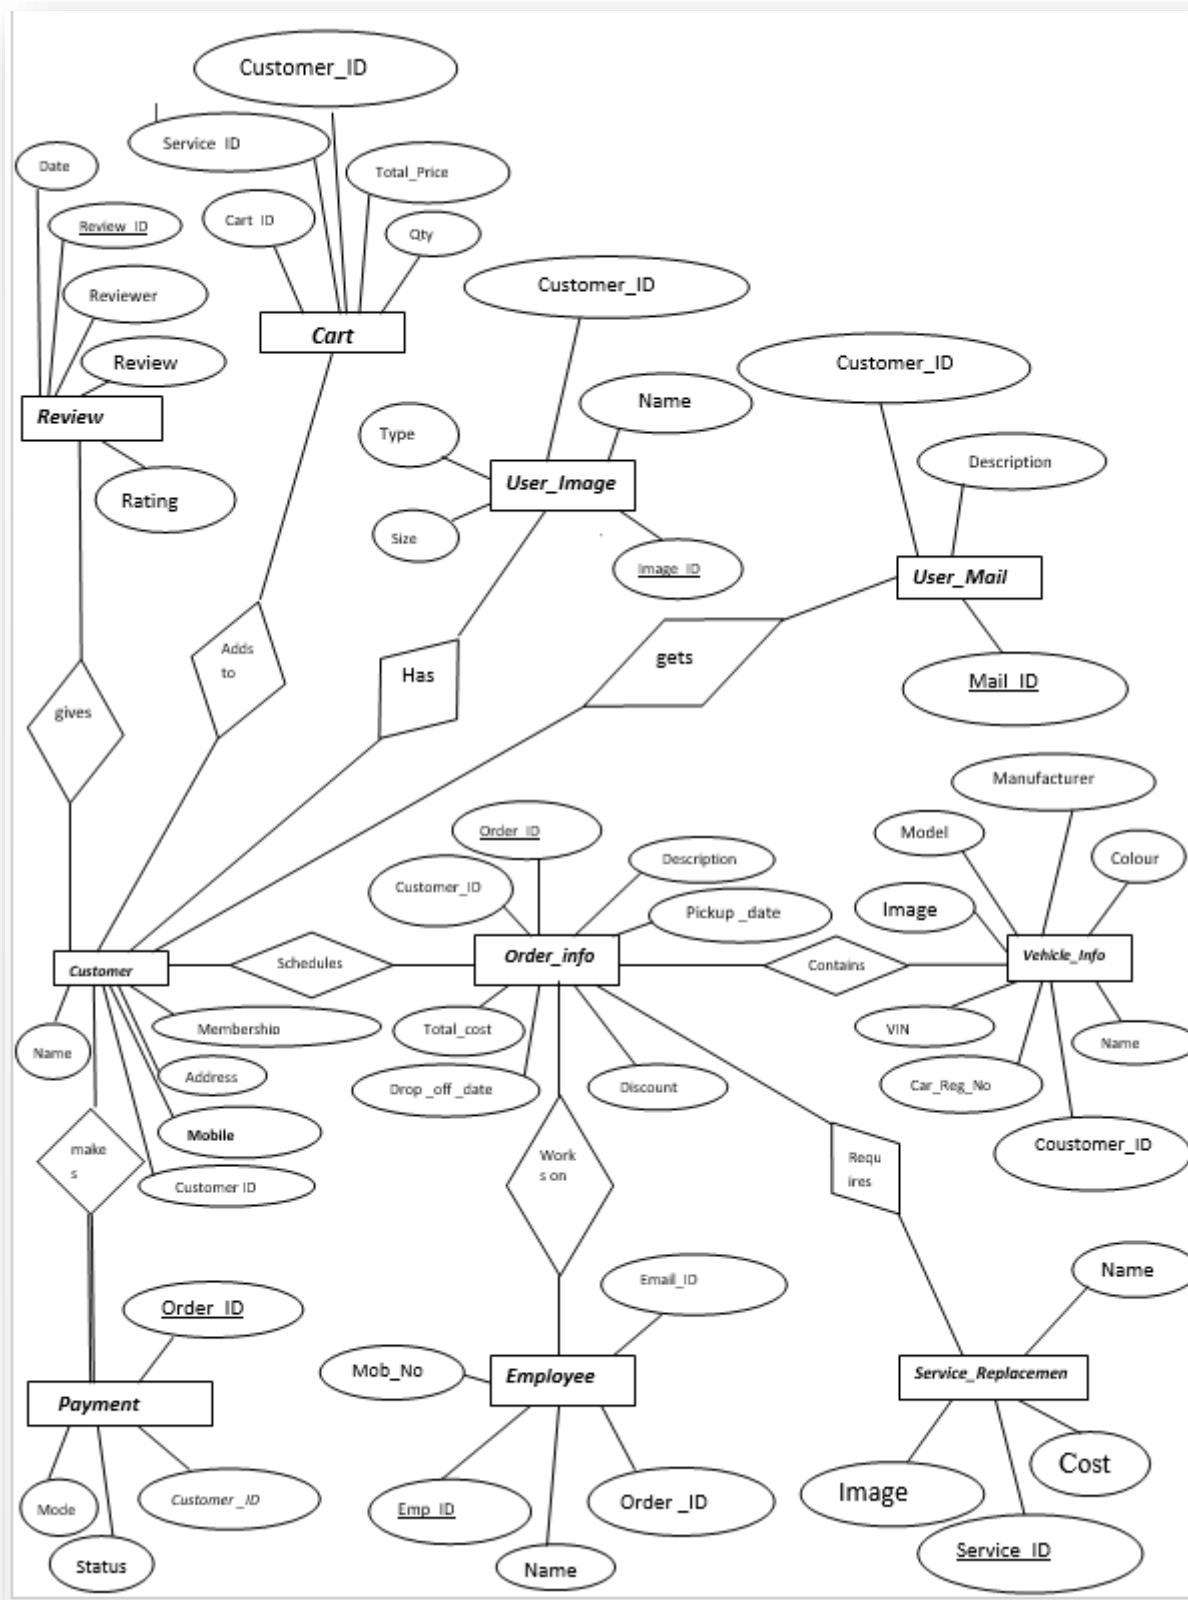 Customer_ID
Service_ID
Date
Total_Price
Review_ID
Cart_ID
Qty
Customer_ID
Reviewer
Cart
Review
Customer_ID
Name
Review
Type
User_Image
Description
Rating
Size
Image_ID
User_Mail
Adds
to
Has
gets
Mail_ID
gives
Manufacturer
Order_ID
Model
Description
Colour
Customer_ID
Image
Pickup _date
Customer
Schedules
Order_info
Contains
Vehicle_Info
Membership
Total_cost
VIN
Name
Name
Address
Drop _off _date
Discount
Car_Reg_No
Mobile
Coustomer_ID
make
s
Work
s on
Requ
ires
Customer ID
Email_ID
Name
Order_ID
Mob_No
Employee
Service_Replacemen
Payment
Cost
Image
Customer _ID
Mode
Emp_ID
Order _ID
Service_ID
Status
Name